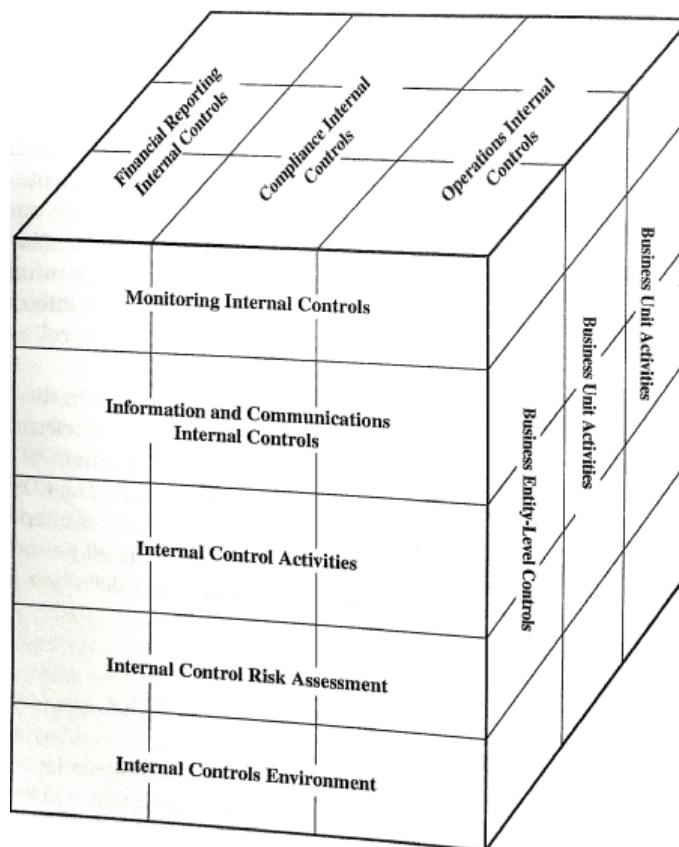 Financial Reporting
Internal Controls
Compliance Internal
Controls
Operations Internal
Controls
Monitoring Internal Controls
Information and Communications
Internal Controls
Internal Control Activities
Internal Control Risk Assessment
Internal Controls Environment
Business Entity-Level Controls
Business Unit Activities
Business Unit Activities